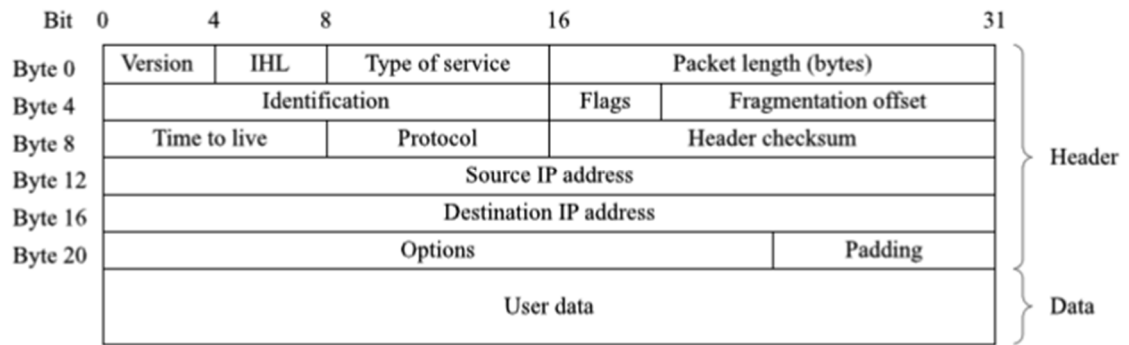 Bit 0 4 8 16 31
Byte 0 Version IHL Type of service Packet length (bytes)
Byte 4 Identification Flags Fragmentation offset
Byte 8 Time to live Protocol Header checksum
Header
Byte 12 Source IP address
Byte 16 Destination IP address
Byte 20 Options Padding
User data Data